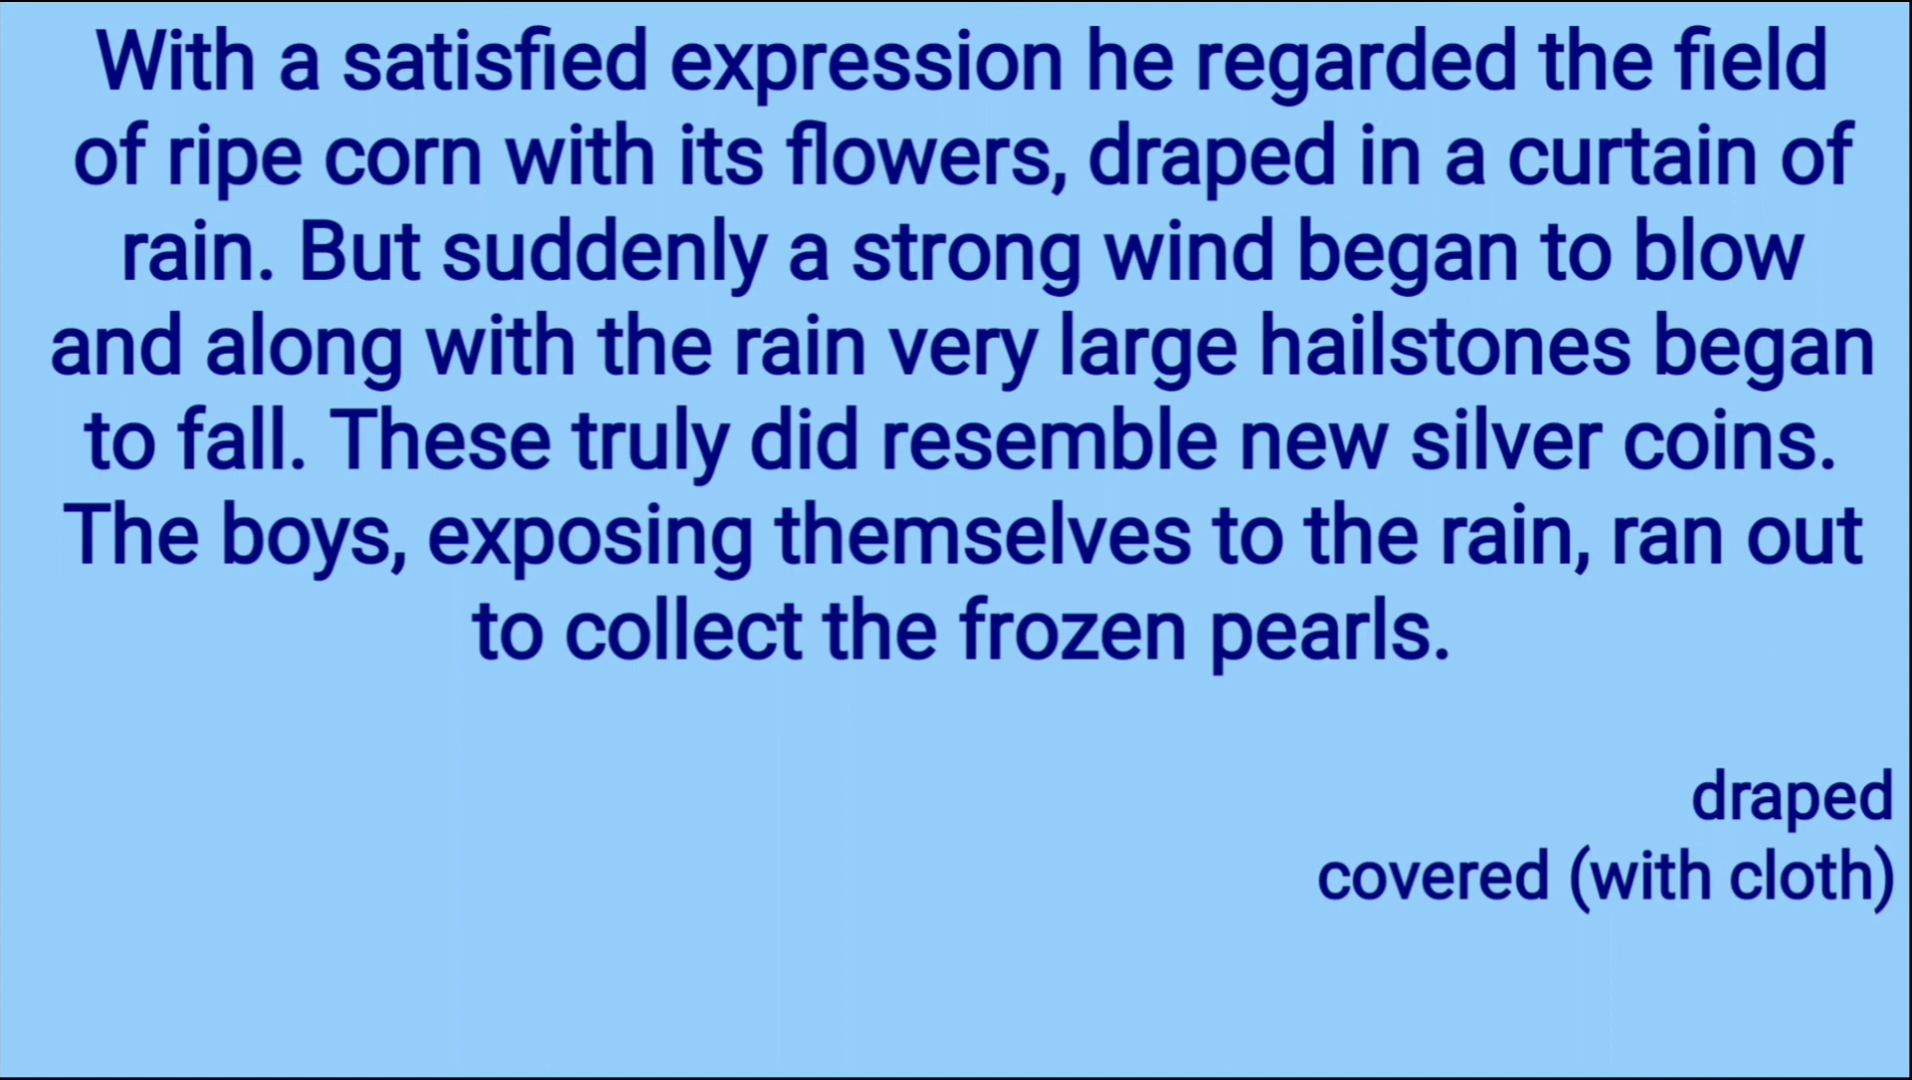 With a satisfied expression he regarded the field
of ripe corn with its flowers, draped in a curtain of
rain. But suddenly a strong wind began to blow
and along with the rain very large hailstones began
to fall. These truly did resemble new silver coins.
The boys, exposing themselves to the rain, ran out
to collect the frozen pearls.
draped
covered (with cloth)